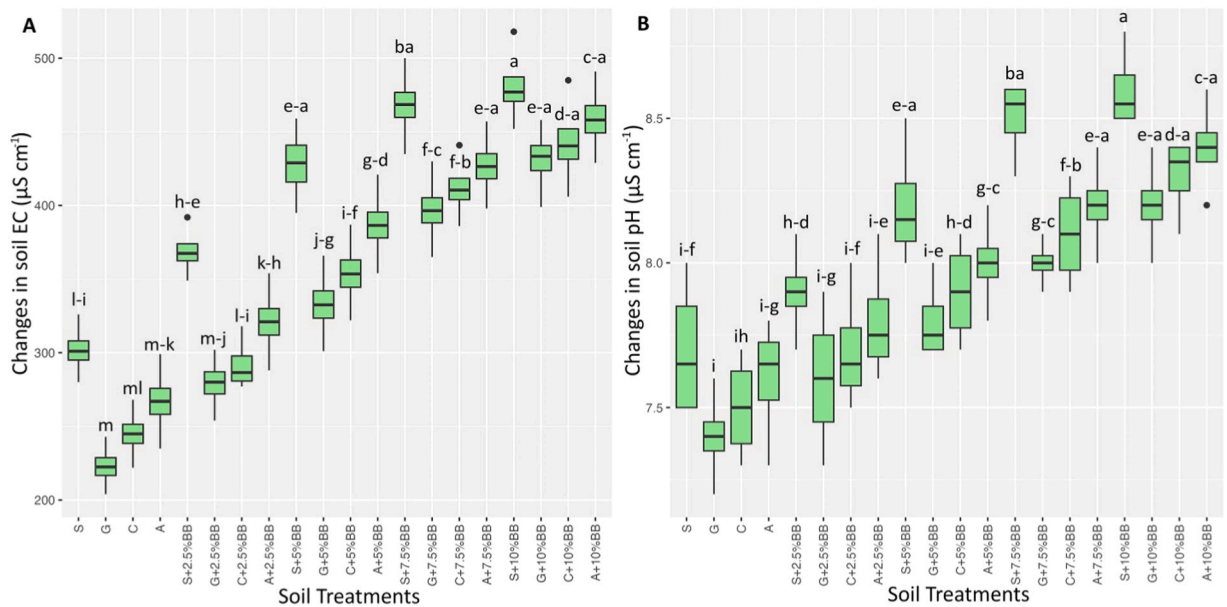 A
Changes in soil EC (µS cm¹)
500
400
300
200
l-i
m
ml
m-k
h-e
m-j
l-i
k-h
e-a
j-g
i-f
g-d
ba
f-c
f-b
e-a
a
e-a
d-a
c-a
S
G
C
A
S+2.5%BB
G+2.5%BB
C+2.5%BB
A+2.5%BB
S+5%BB
G+5%BB
C+5%BB
A+5%BB
S+7.5%BB
G+7.5%BB
C+7.5%BB
A+7.5%BB
S+10%BB
G+10%BB
C+10%BB
A+10%BB
Soil Treatments
B
Changes in soil pH (µS cm⁻¹)
8.5
8.0
7.5
i-f
i
ih
i-g
h-d
i-g
i-f
i-e
e-a
i-e
h-d
g-c
ba
g-c
f-b
e-a
a
e-a
d-a
c-a
S
G
C
A
S+2.5%BB
G+2.5%BB
C+2.5%BB
A+2.5%BB
S+5%BB
G+5%BB
C+5%BB
A+5%BB
S+7.5%BB
G+7.5%BB
C+7.5%BB
A+7.5%BB
S+10%BB
G+10%BB
C+10%BB
A+10%BB
Soil Treatments